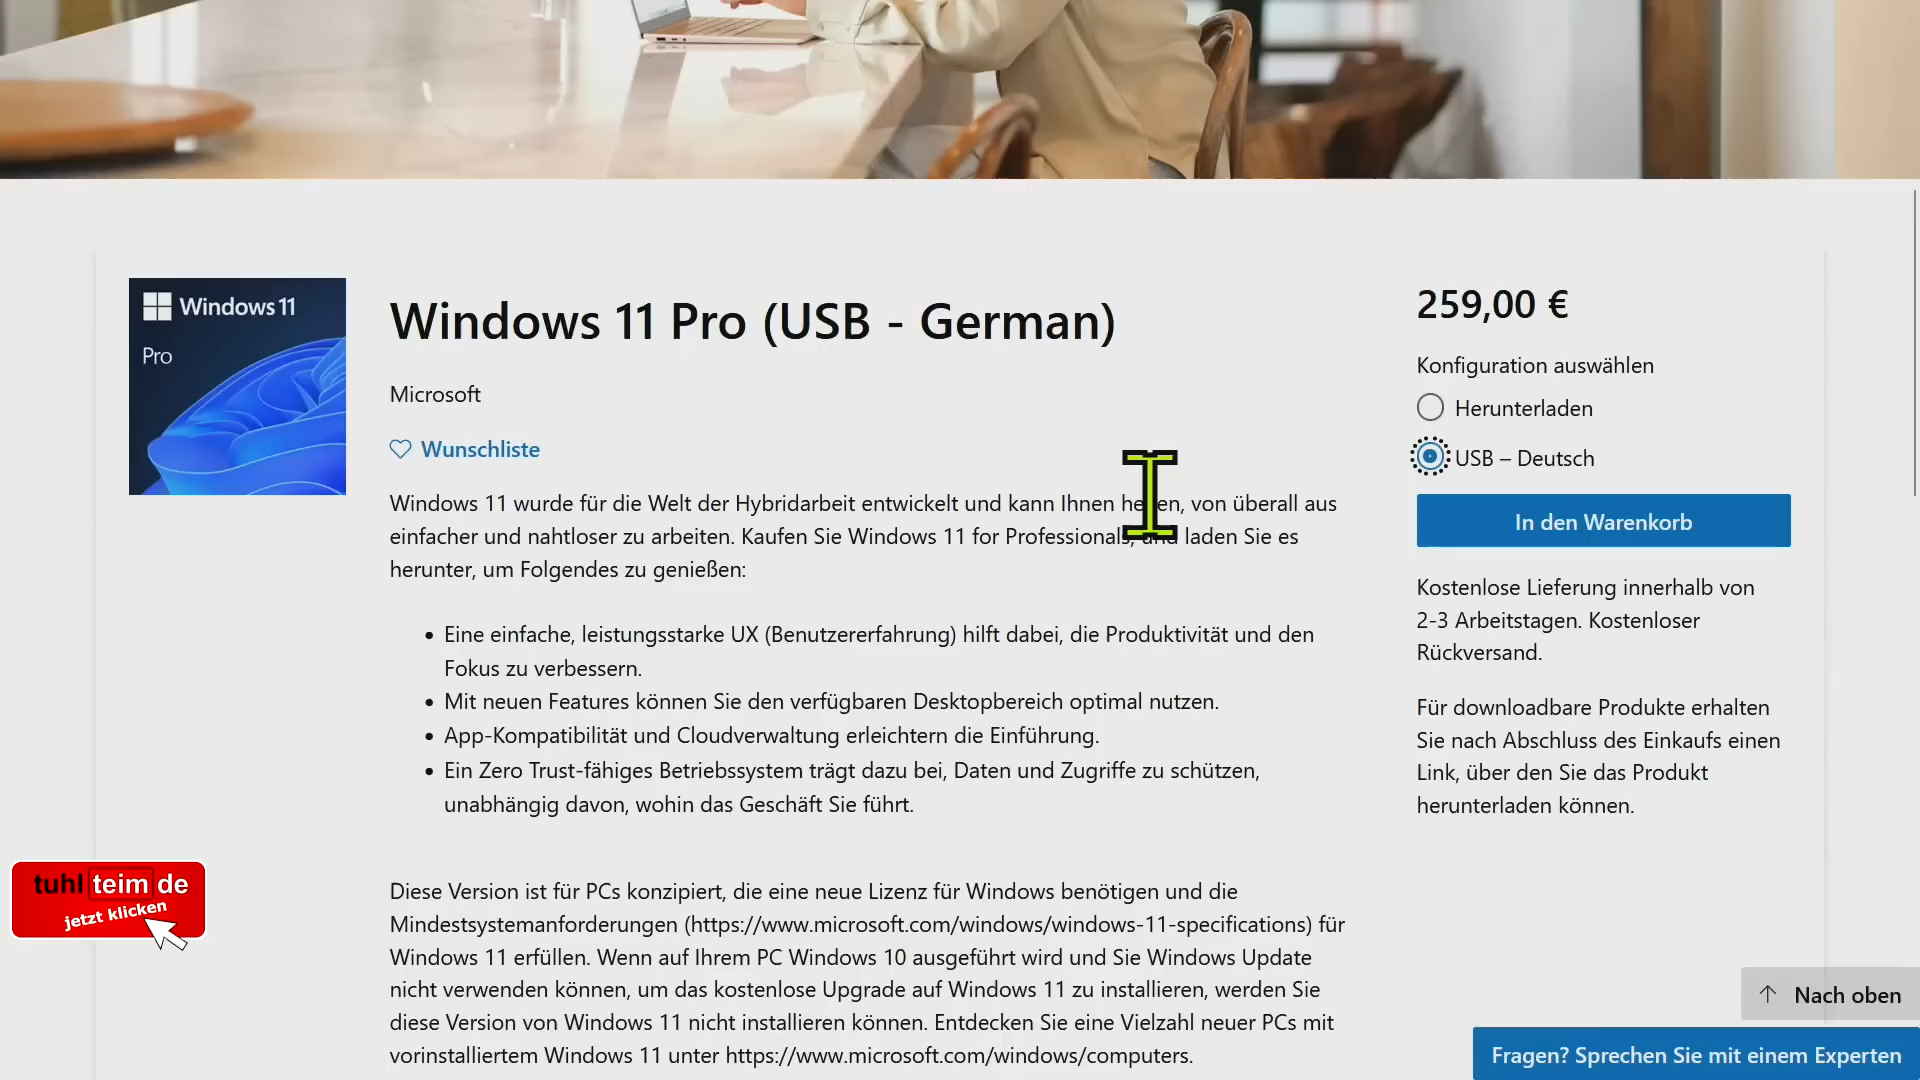 Windows 11
Pro
Windows 11 Pro (USB - German)
Microsoft
Wunschliste
Windows 11 wurde für die Welt der Hybridarbeit entwickelt und kann Ihnen helfen, von überall aus
einfacher und nahtloser zu arbeiten. Kaufen Sie Windows 11 for Professionals, und laden Sie es
herunter, um Folgendes zu genießen:
• Eine einfache, leistungsstarke UX (Benutzererfahrung) hilft dabei, die Produktivität und den
Fokus zu verbessern.
• Mit neuen Features können Sie den verfügbaren Desktopbereich optimal nutzen.
• App-Kompatibilität und Cloudverwaltung erleichtern die Einführung.
• Ein Zero Trust-fähiges Betriebssystem trägt dazu bei, Daten und Zugriffe zu schützen,
unabhängig davon, wohin das Geschäft Sie führt.
Diese Version ist für PCs konzipiert, die eine neue Lizenz für Windows benötigen und die
Mindestsystemanforderungen (https://www.microsoft.com/windows/windows-11-specifications) für
Windows 11 erfüllen. Wenn auf Ihrem PC Windows 10 ausgeführt wird und Sie Windows Update
nicht verwenden können, um das kostenlose Upgrade auf Windows 11 zu installieren, werden Sie
diese Version von Windows 11 nicht installieren können. Entdecken Sie eine Vielzahl neuer PCs mit
vorinstalliertem Windows 11 unter https://www.microsoft.com/windows/computers.
259,00 €
Konfiguration auswählen
Herunterladen
USB – Deutsch
In den Warenkorb
Kostenlose Lieferung innerhalb von
2-3 Arbeitstagen. Kostenloser
Rückversand.
Für downloadbare Produkte erhalten
Sie nach Abschluss des Einkaufs einen
Link, über den Sie das Produkt
herunterladen können.
tuhl teim de
jetzt klicken
Nach oben
Fragen? Sprechen Sie mit einem Experten